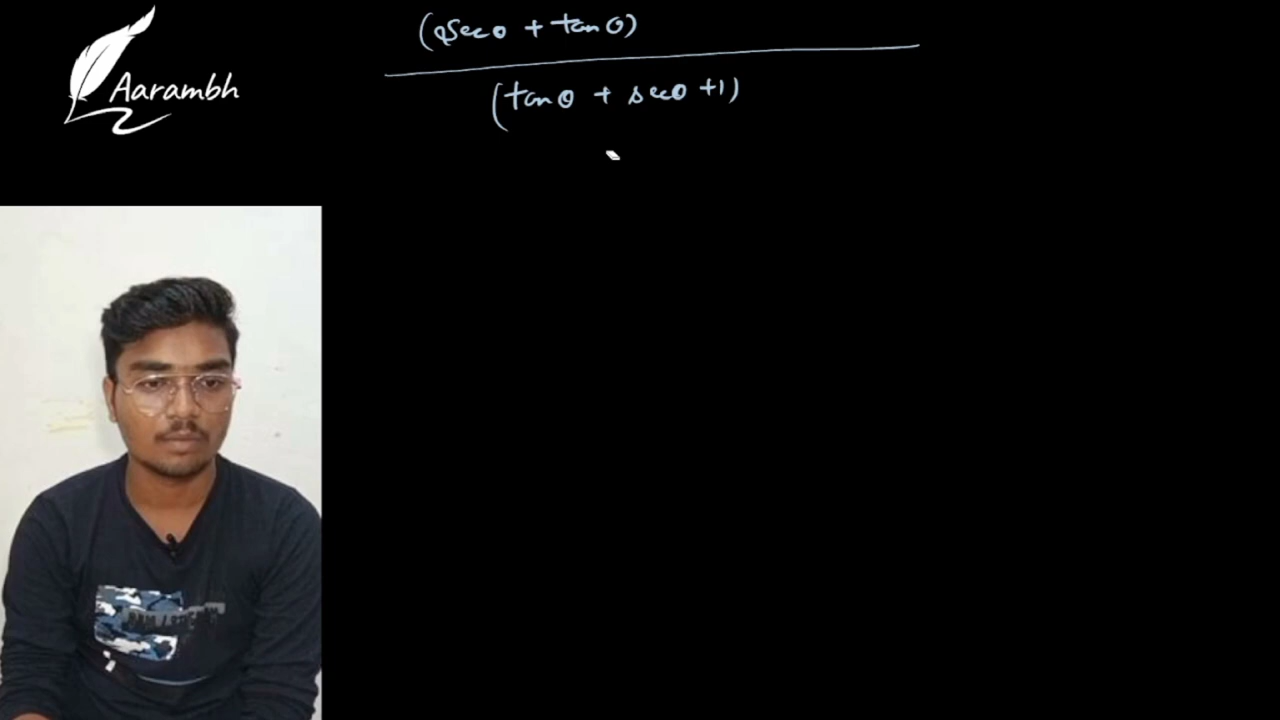 Aarambh
(secθ + tanθ)
(tanθ + secθ +1)